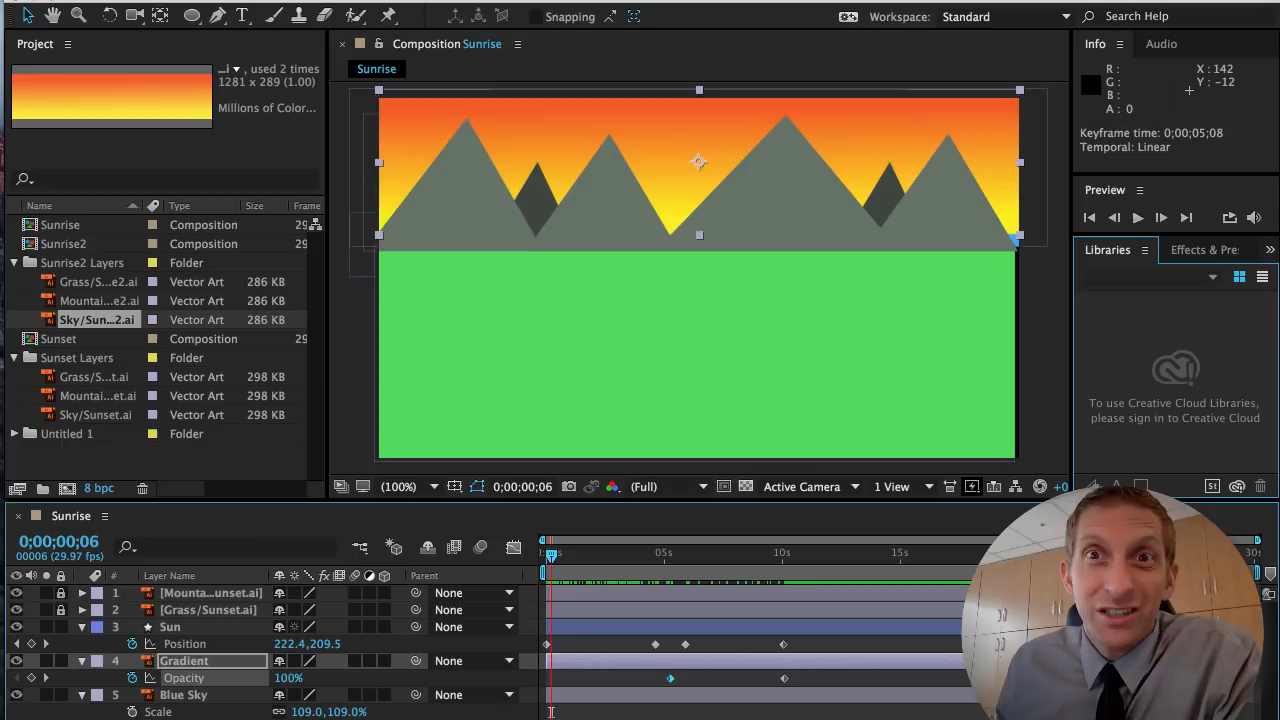 Snapping
Workspace: Standard
Search Help
Project
Composition Sunrise
Info
Audio
...i, used 2 times
1281 x 289 (1.00)
Millions of Color...
Sunrise
R:
G:
B:
A: 0
X: 142
Y: -12
Keyframe time: 0;00;05;08
Temporal: Linear
Preview
Name Type Size Frame
Sunrise Composition 29
Sunrise2 Composition 29
Sunrise2 Layers Folder
Grass/S...e2.ai Vector Art 286 KB
Mountai...e2.ai Vector Art 286 KB
Sky/Sun...2.ai Vector Art 286 KB
Sunset Composition 29
Sunset Layers Folder
Grass/S...t.ai Vector Art 298 KB
Mountai...et.ai Vector Art 298 KB
Sky/Sunset.ai Vector Art 298 KB
Untitled 1 Folder
8 bpc
Libraries
Effects & Pre:
To use Creative Cloud Libraries,
please sign in to Creative Cloud
St
+0
(100%) 0;00;00;06 (Full) Active Camera 1 View
Sunrise
0;00;00;06
00006 (29.97 fps)
05s 10s 15s 30s
# Layer Name Parent
1 [Mounta...unset.ai] None
2 [Grass/Sunset.ai] None
3 Sun None
Position 222.4,209.5
4 Gradient None
Opacity 100%
5 Blue Sky None
Scale 109.0,109.0%